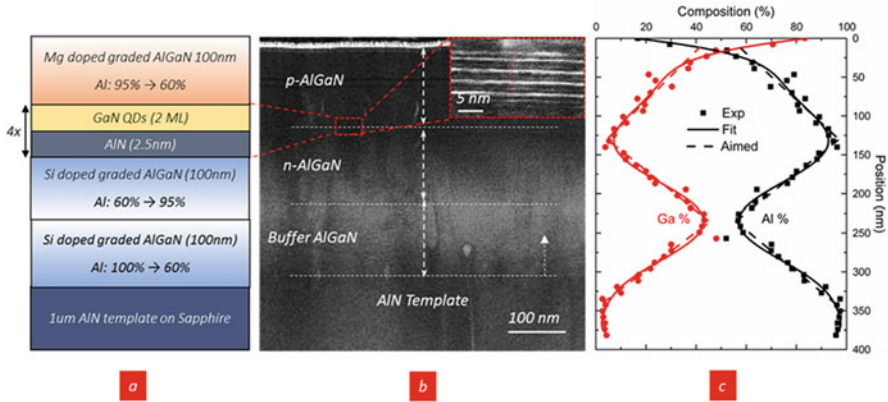 Mg doped graded AlGaN 100nm
Al: 95% → 60%
4x
GaN QDs (2 ML)
AlN (2.5nm)
Si doped graded AlGaN (100nm)
Al: 60% → 95%
Si doped graded AlGaN (100nm)
Al: 100% → 60%
1um AlN template on Sapphire
a
p-AlGaN
5 nm
n-AlGaN
Buffer AlGaN
AlN Template
100 nm
b
Composition (%)
0 20 40 60 80 100
0
50
100
150
200
250
300
350
400
Position (nm)
Exp
Fit
Aimed
Ga %
Al %
c